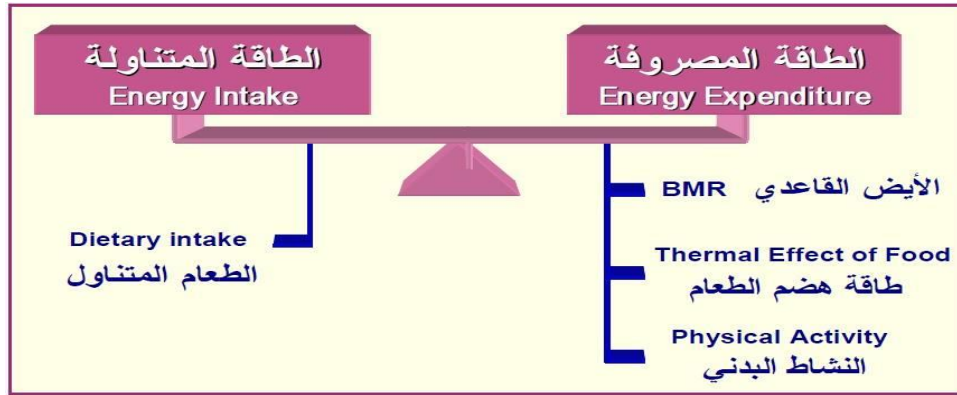 الطاقة المتناولة
Energy Intake
الطاقة المصروفة
Energy Expenditure
Dietary intake
الطعام المتناول
BMR الأيض القاعدي
Thermal Effect of Food
طاقة هضم الطعام
Physical Activity
النشاط البدني